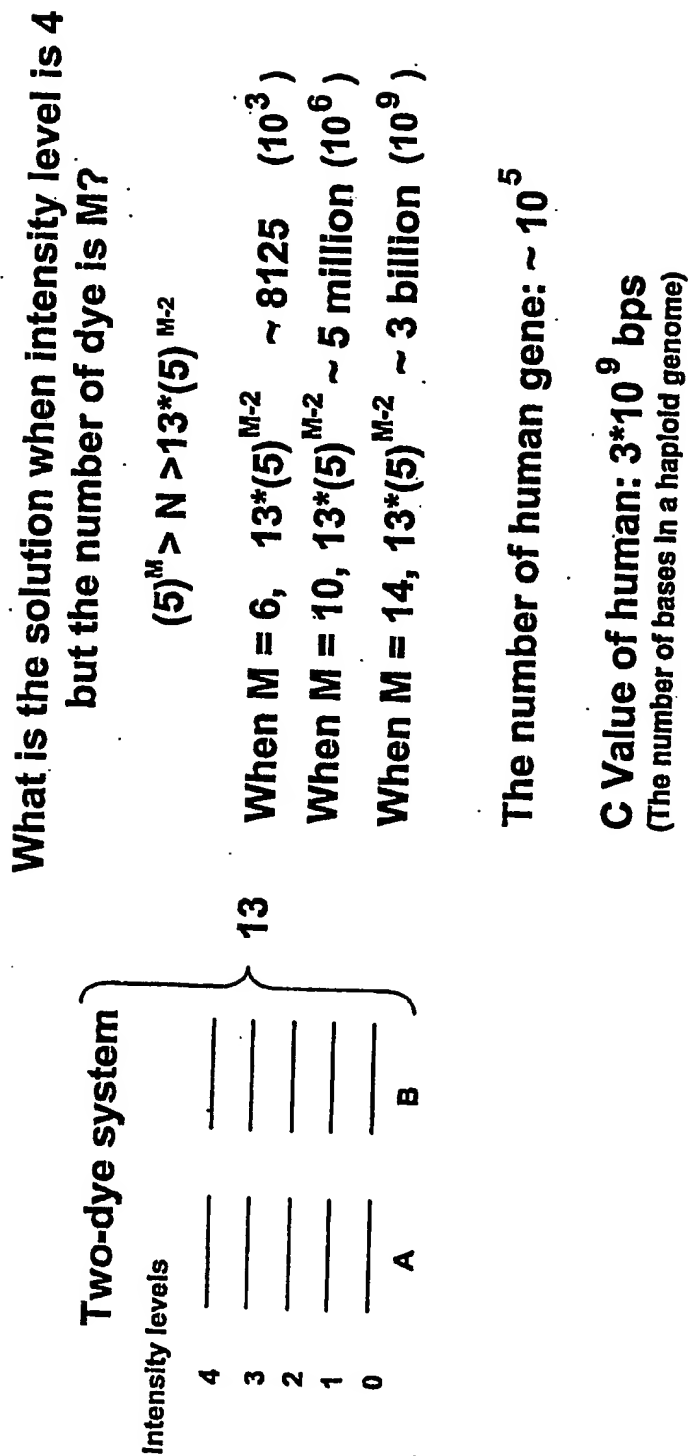 What is the solution when intensity level is 4
but the number of dye is M?
(5)^M > N >13*(5)^M-2
When M = 6, 13*(5)^M-2 ~ 8125 (10^3)
When M = 10, 13*(5)^M-2 ~ 5 million (10^6)
When M = 14, 13*(5)^M-2 ~ 3 billion (10^9)
The number of human gene: ~ 10^5
C Value of human: 3*10^9 bps
(The number of bases in a haploid genome)
Two-dye system
Intensity levels
4
3
2
1
0
A B
13